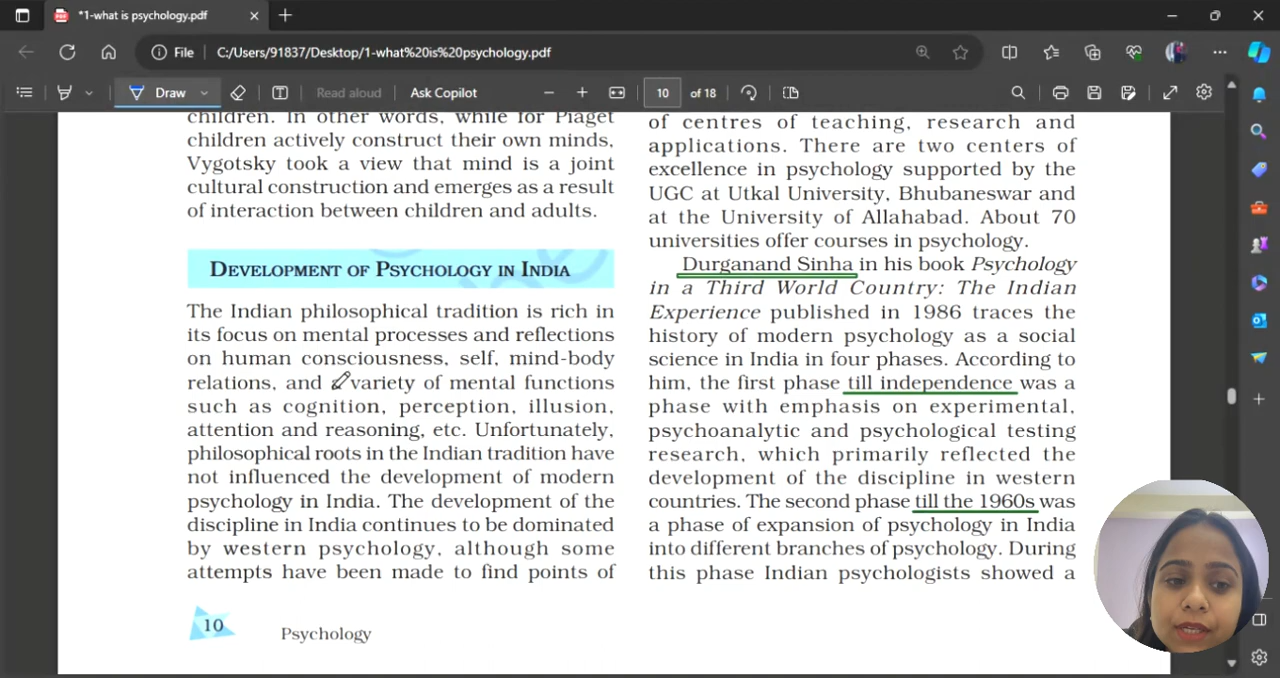 *1-what is psychology.pdf
File
C:/Users/91837/Desktop/1-what%20is%20psychology.pdf
Draw
Read aloud
Ask Copilot
10
of 18
children. In other words, while for Piaget
children actively construct their own minds,
Vygotsky took a view that mind is a joint
cultural construction and emerges as a result
of interaction between children and adults.
DEVELOPMENT OF PSYCHOLOGY IN INDIA
The Indian philosophical tradition is rich in
its focus on mental processes and reflections
on human consciousness, self, mind-body
relations, and variety of mental functions
such as cognition, perception, illusion,
attention and reasoning, etc. Unfortunately,
philosophical roots in the Indian tradition have
not influenced the development of modern
psychology in India. The development of the
discipline in India continues to be dominated
by western psychology, although some
attempts have been made to find points of
10
Psychology
of centres of teaching, research and
applications. There are two centers of
excellence in psychology supported by the
UGC at Utkal University, Bhubaneswar and
at the University of Allahabad. About 70
universities offer courses in psychology.
Durganand Sinha in his book Psychology
in a Third World Country: The Indian
Experience published in 1986 traces the
history of modern psychology as a social
science in India in four phases. According to
him, the first phase till independence was a
phase with emphasis on experimental,
psychoanalytic and psychological testing
research, which primarily reflected the
development of the discipline in western
countries. The second phase till the 1960s was
a phase of expansion of psychology in India
into different branches of psychology. During
this phase Indian psychologists showed a